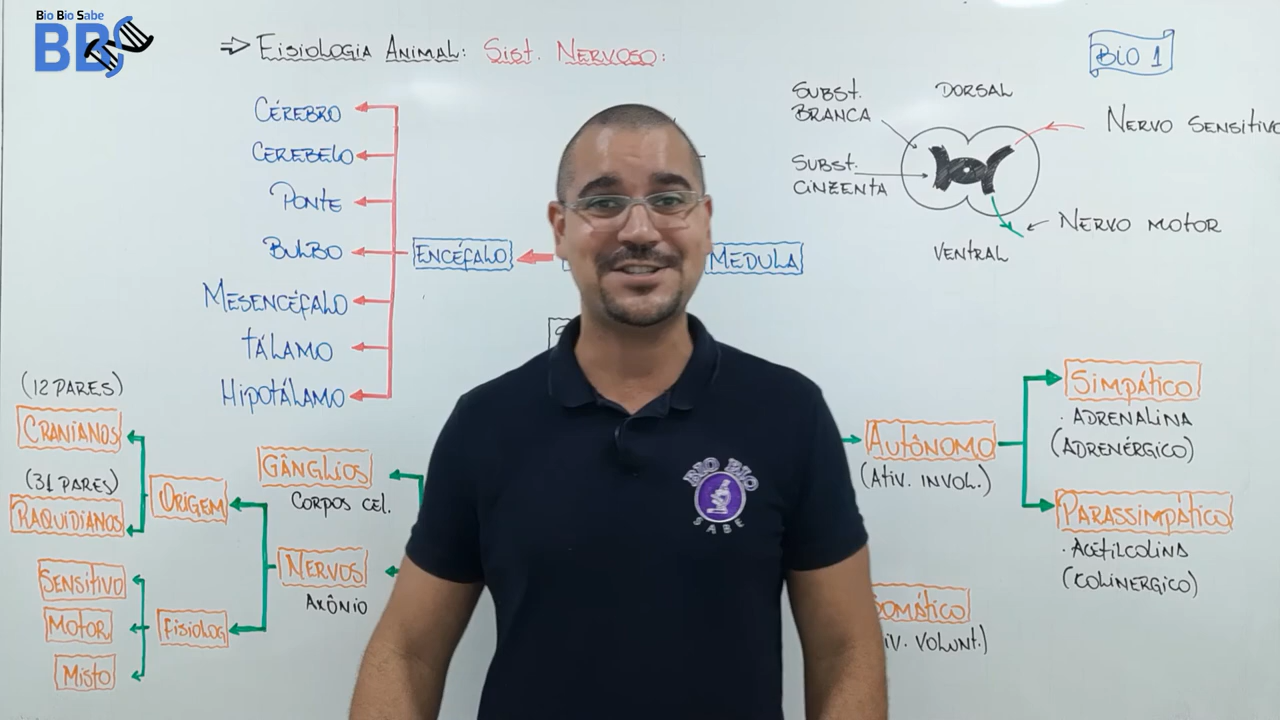 Bio Bio Sabe
BBS
⇒ Fisiologia Animal: Sist. Nervoso:
BIO 1
CÉREBRO
CEREBELO
PONTE
BULBO
MESENCÉFALO
TÁLAMO
HIPOTÁLAMO
ENCÉFALO
MEDULA
SUBST. BRANCA
SUBST. CINZENTA
DORSAL
VENTRAL
NERVO SENSITIVO
NERVO MOTOR
(12 PARES)
CRANIANOS
(31 PARES)
RAQUIDIANOS
ORIGEM
SENSITIVO
MOTOR
MISTO
FISIOLOG
GÂNGLIOS
CORPOS CEL.
NERVOS
AXÔNIO
BIO BIO
SABE
AUTÔNOMO
(ATIV. INVOL.)
SIMPÁTICO
. ADRENALINA
(ADRENÉRGICO)
PARASSIMPÁTICO
. ACETILCOLINA
(COLINERGICO)
OMÁTICO
IV. VOLUNT.)